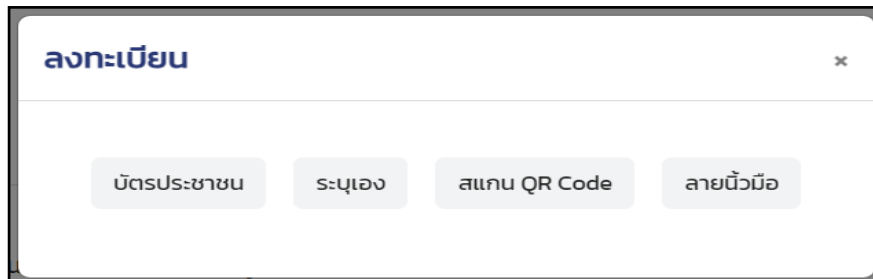 ลงทะเบียน ×
บัตรประชาชน ระบุเอง สแกน QR Code ลายนิ้วมือ